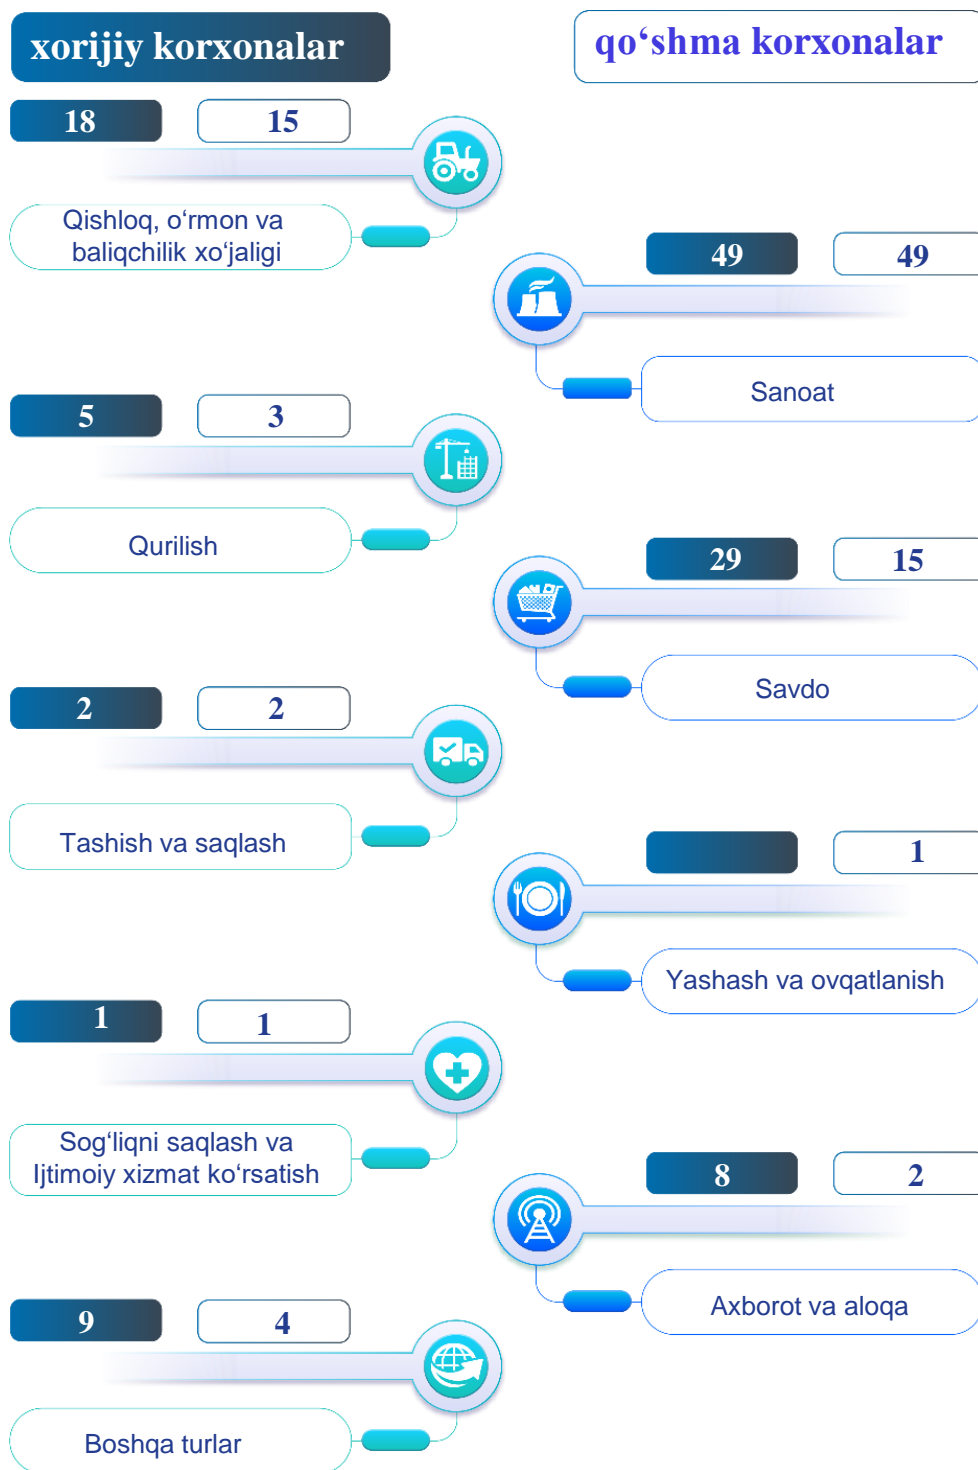 xorijiy korxonalar
qo‘shma korxonalar
18
15
Qishloq, o‘rmon va
baliqchilik xo‘jaligi
49
49
Sanoat
5
3
Qurilish
29
15
Savdo
2
2
Tashish va saqlash
1
Yashash va ovqatlanish
1
1
Sog‘liqni saqlash va
Ijtimoiy xizmat ko‘rsatish
8
2
Axborot va aloqa
9
4
Boshqa turlar